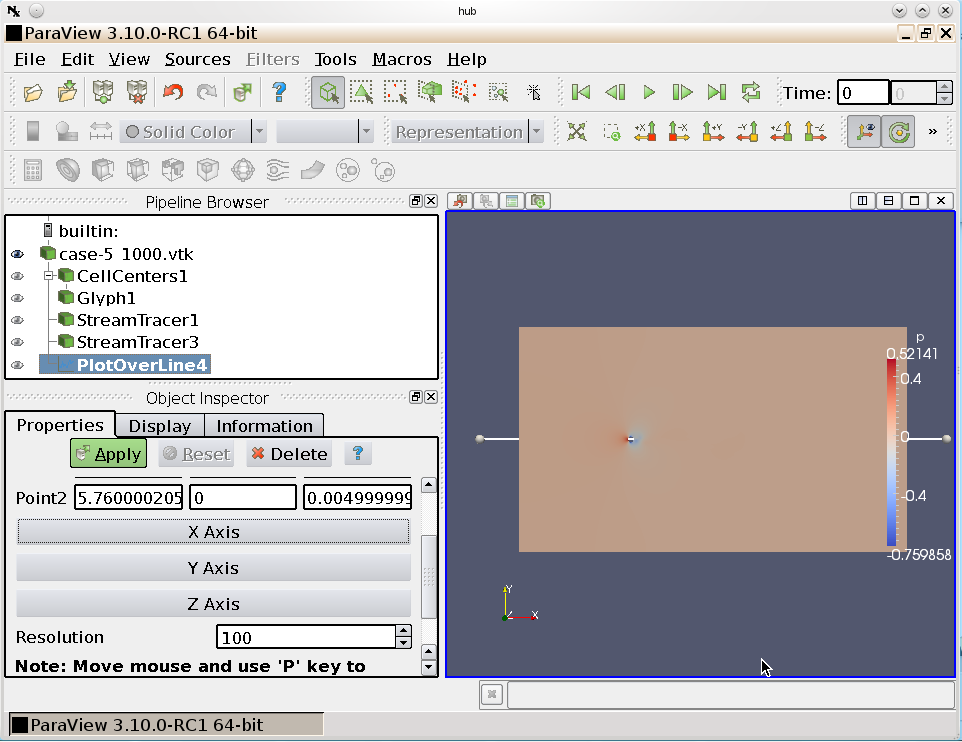 hub
ParaView 3.10.0-RC1 64-bit
File Edit View Sources Filters Tools Macros Help
Time: 0 0
Solid Color Representation +X -X +Y -Y +Z -Z »
Pipeline Browser
builtin:
case-5 1000.vtk
CellCenters1
Glyph1
StreamTracer1
StreamTracer3
PlotOverLine4
Object Inspector
Properties Display Information
Apply Reset Delete ?
Point2 5.760000205 0 0.004999999
X Axis
Y Axis
Z Axis
Resolution 100
Note: Move mouse and use 'P' key to
p
0.52141
0.4
0
-0.4
-0.759858
Y
Z X
ParaView 3.10.0-RC1 64-bit